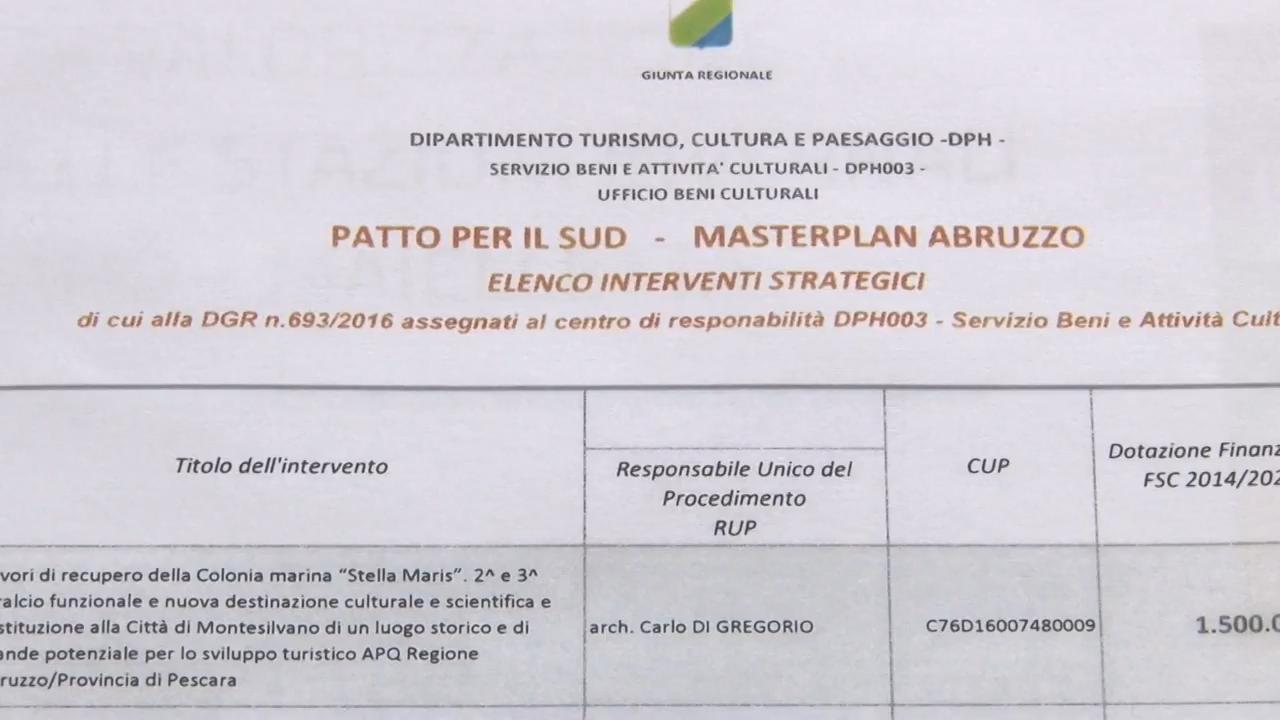 GIUNTA REGIONALE
DIPARTIMENTO TURISMO, CULTURA E PAESAGGIO -DPH -
SERVIZIO BENI E ATTIVITA' CULTURALI - DPH003 -
UFFICIO BENI CULTURALI
PATTO PER IL SUD - MASTERPLAN ABRUZZO
ELENCO INTERVENTI STRATEGICI
di cui alla DGR n.693/2016 assegnati al centro di responabilità DPH003 - Servizio Beni e Attività Cult
Titolo dell'intervento
Responsabile Unico del
Procedimento
RUP
CUP
Dotazione Finanz
FSC 2014/202
vori di recupero della Colonia marina “Stella Maris”. 2^ e 3^
ralcio funzionale e nuova destinazione culturale e scientifica e
stituzione alla Città di Montesilvano di un luogo storico e di
ande potenziale per lo sviluppo turistico APQ Regione
ruzzo/Provincia di Pescara
arch. Carlo DI GREGORIO
C76D16007480009
1.500.0